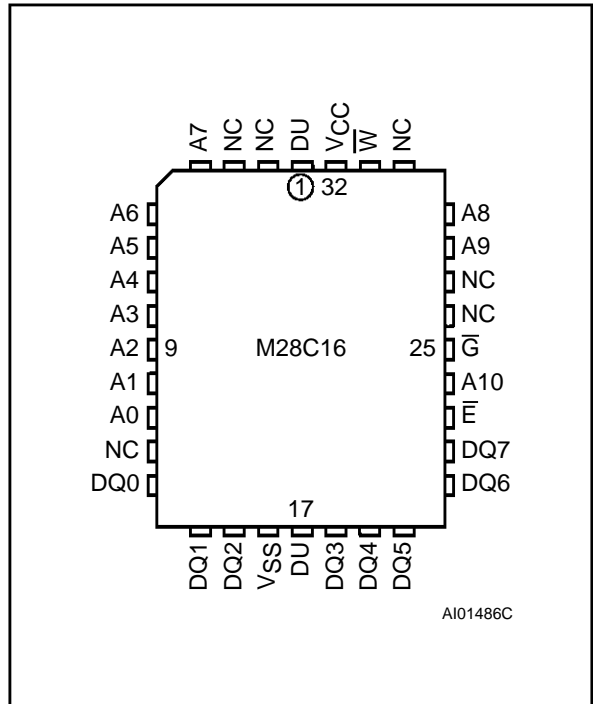 A7 NC NC DU VCC W̅ NC
1 32
A6 A8
A5 A9
A4 NC
A3 NC
A2 9 M28C16 25 G̅
A1 A10
A0 E̅
NC DQ7
DQ0 DQ6
17
DQ1 DQ2 VSS DU DQ3 DQ4 DQ5
AI01486C